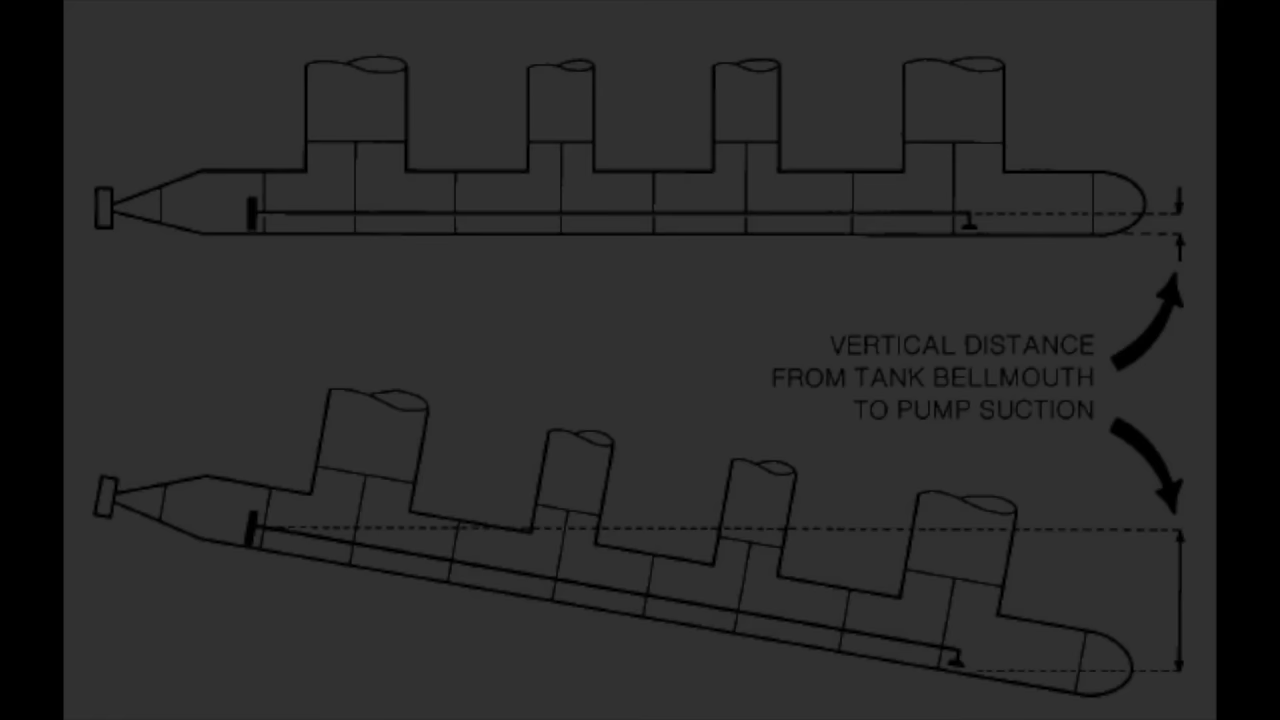 VERTICAL DISTANCE
FROM TANK BELLMOUTH
TO PUMP SUCTION